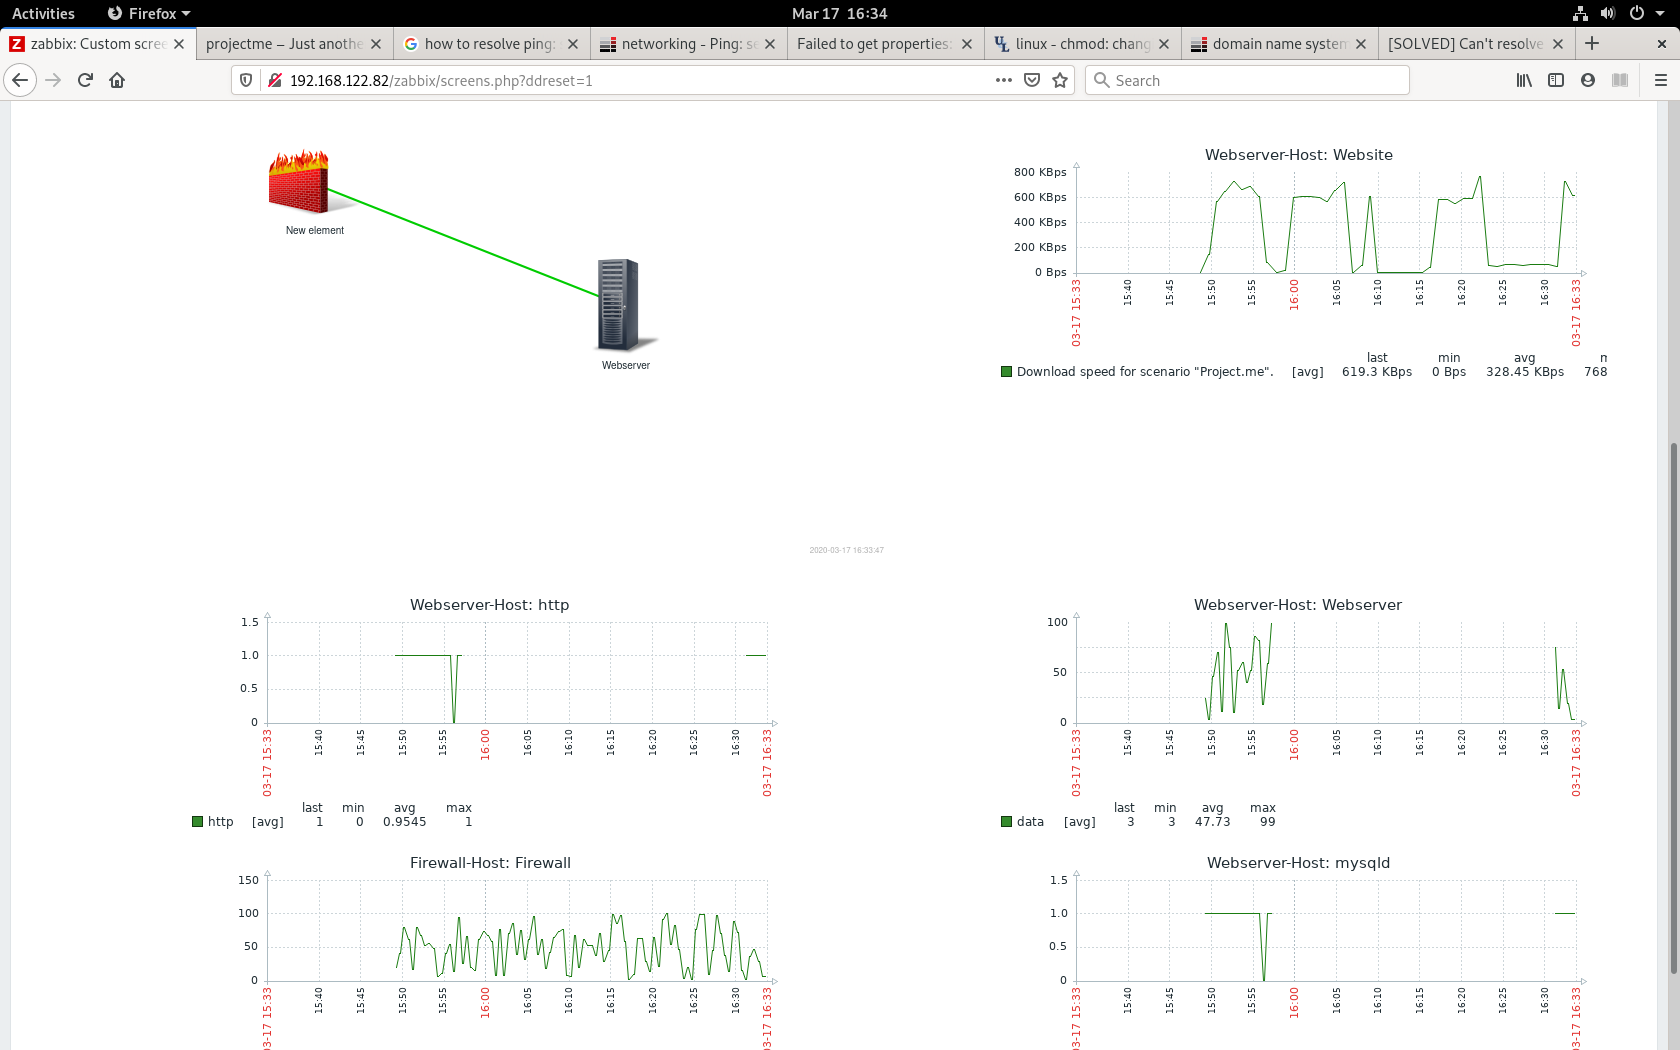 Activities Firefox Mar 17 16:34
zabbix: Custom scree projectme – Just anothe how to resolve ping: networking - Ping: se Failed to get properties: linux - chmod: chang domain name system [SOLVED] Can't resolve
192.168.122.82/zabbix/screens.php?ddreset=1 Search
New element
Webserver
Webserver-Host: Website
800 KBps
600 KBps
400 KBps
200 KBps
0 Bps
03-17 15:33 15:40 15:45 15:50 15:55 16:00 16:05 16:10 16:15 16:20 16:25 16:30 03-17 16:33
last min avg m
Download speed for scenario "Project.me". [avg] 619.3 KBps 0 Bps 328.45 KBps 768
2020-03-17 16:33:47
Webserver-Host: http
1.5
1.0
0.5
0
03-17 15:33 15:40 15:45 15:50 15:55 16:00 16:05 16:10 16:15 16:20 16:25 16:30 03-17 16:33
last min avg max
http [avg] 1 0 0.9545 1
Webserver-Host: Webserver
100
50
0
03-17 15:33 15:40 15:45 15:50 15:55 16:00 16:05 16:10 16:15 16:20 16:25 16:30 03-17 16:33
last min avg max
data [avg] 3 3 47.73 99
Firewall-Host: Firewall
150
100
50
0
03-17 15:33 15:40 15:45 15:50 15:55 16:00 16:05 16:10 16:15 16:20 16:25 16:30 03-17 16:33
Webserver-Host: mysqld
1.5
1.0
0.5
0
03-17 15:33 15:40 15:45 15:50 15:55 16:00 16:05 16:10 16:15 16:20 16:25 16:30 03-17 16:33